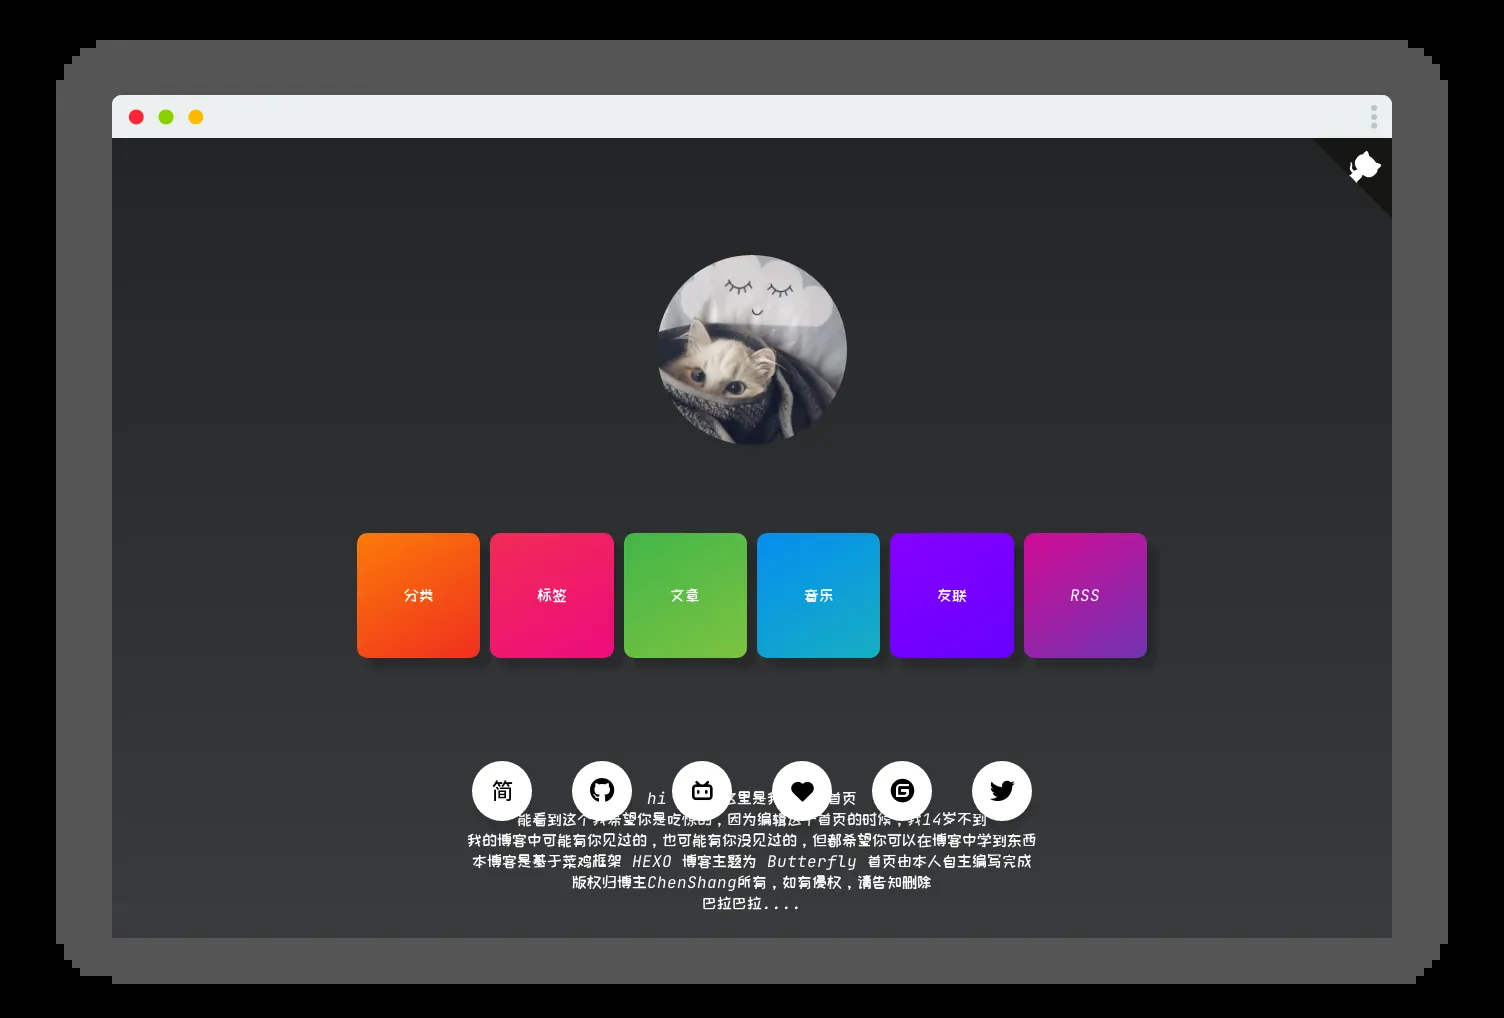 分类
标签
文章
音乐
友联
RSS
简
hi 这里是我 首页
能看到这个我希望你是吃惊的，因为编辑这个首页的时候，我14岁不到
我的博客中可能有你见过的，也可能有你没见过的，但都希望你可以在博客中学到东西
本博客是基于菜鸡框架 HEXO 博客主题为 Butterfly 首页由本人自主编写完成
版权归博主ChenShang所有，如有侵权，请告知删除
巴拉巴拉....